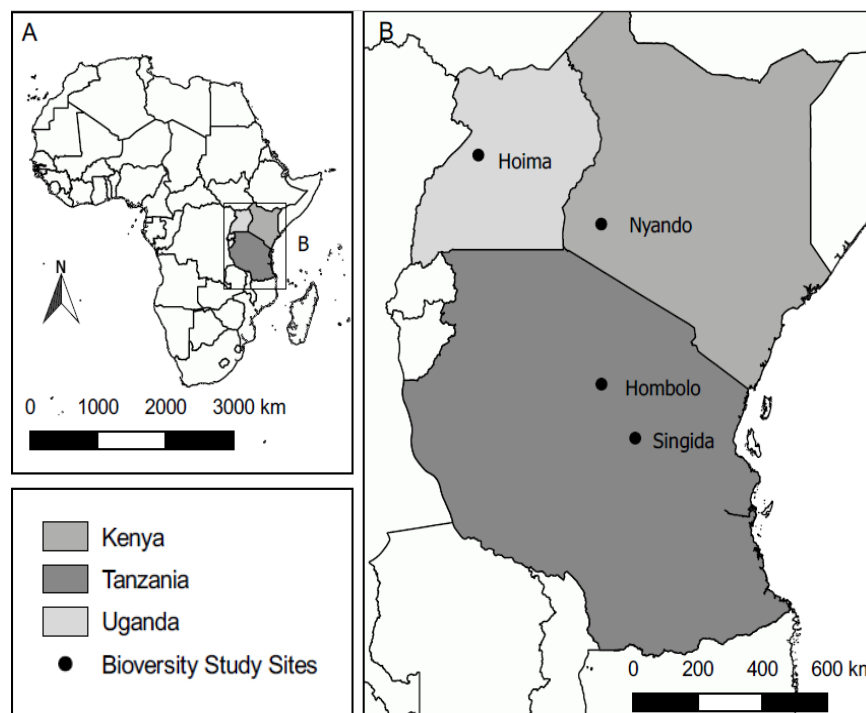 A
B
N
0 1000 2000 3000 km
Kenya
Tanzania
Uganda
Bioversity Study Sites
B
Hoima
Nyando
Hombolo
Singida
0 200 400 600 km